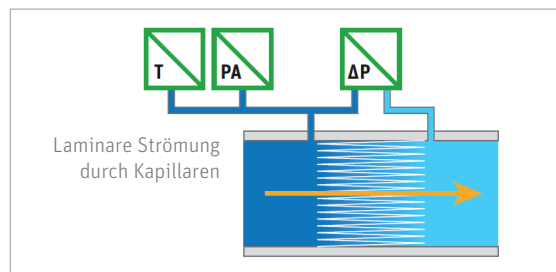 T
PA
ΔP
Laminare Strömung
durch Kapillaren